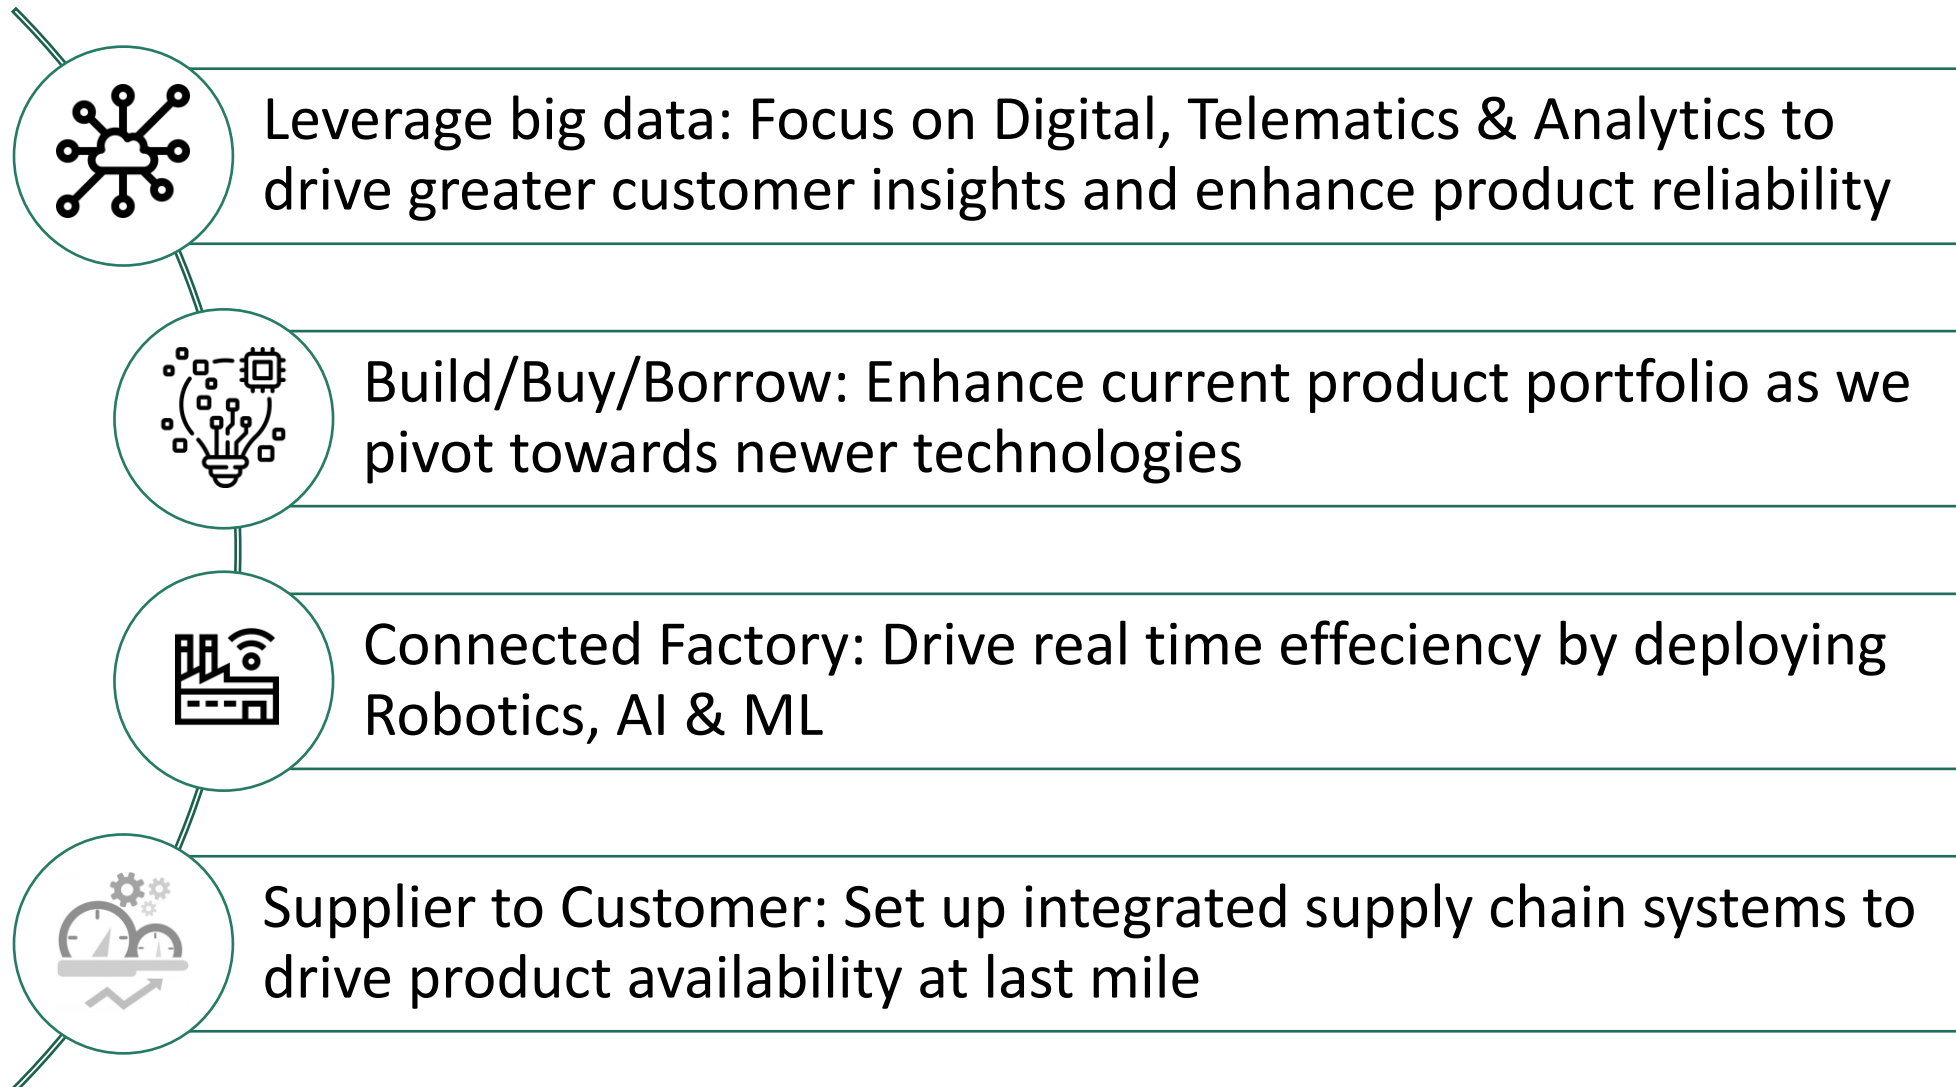 Leverage big data: Focus on Digital, Telematics & Analytics to
drive greater customer insights and enhance product reliability
Build/Buy/Borrow: Enhance current product portfolio as we
pivot towards newer technologies
Connected Factory: Drive real time effeciency by deploying
Robotics, AI & ML
Supplier to Customer: Set up integrated supply chain systems to
drive product availability at last mile